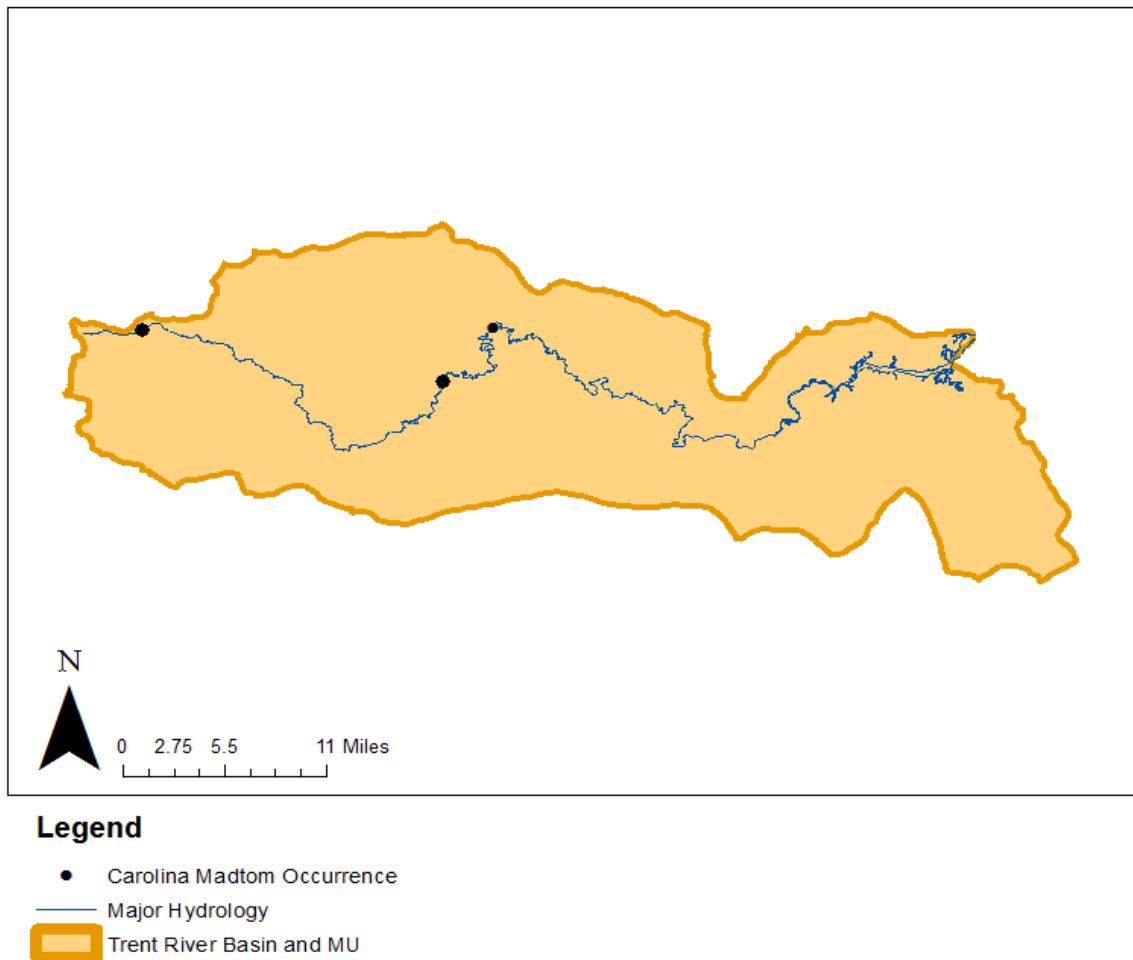 N
0 2.75 5.5 11 Miles
Legend
Carolina Madtom Occurrence
Major Hydrology
Trent River Basin and MU